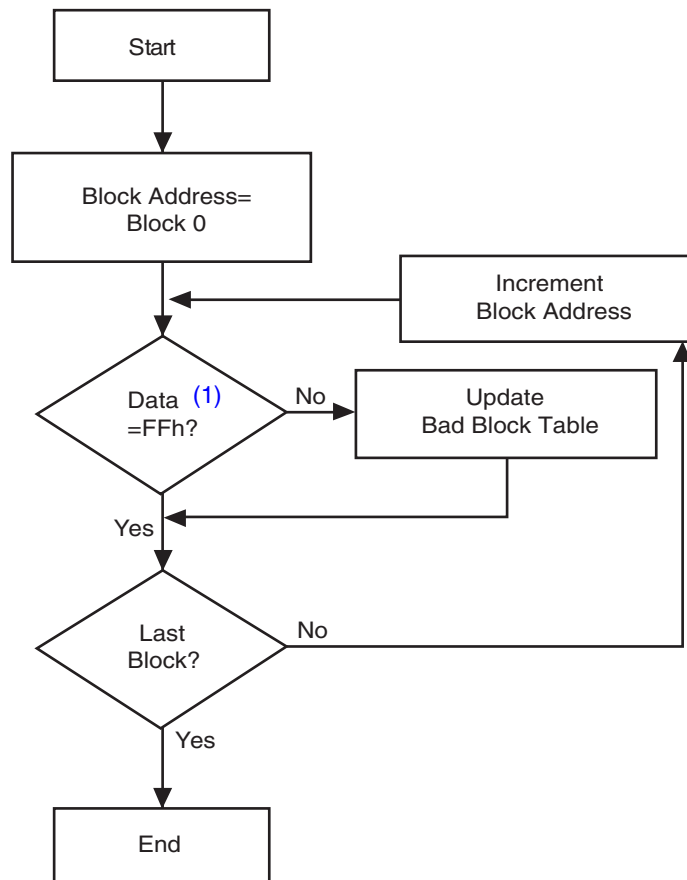 Start
Block Address=
Block 0
Increment
Block Address
Data (1)
=FFh?
No
Update
Bad Block Table
Yes
Last
Block?
No
Yes
End